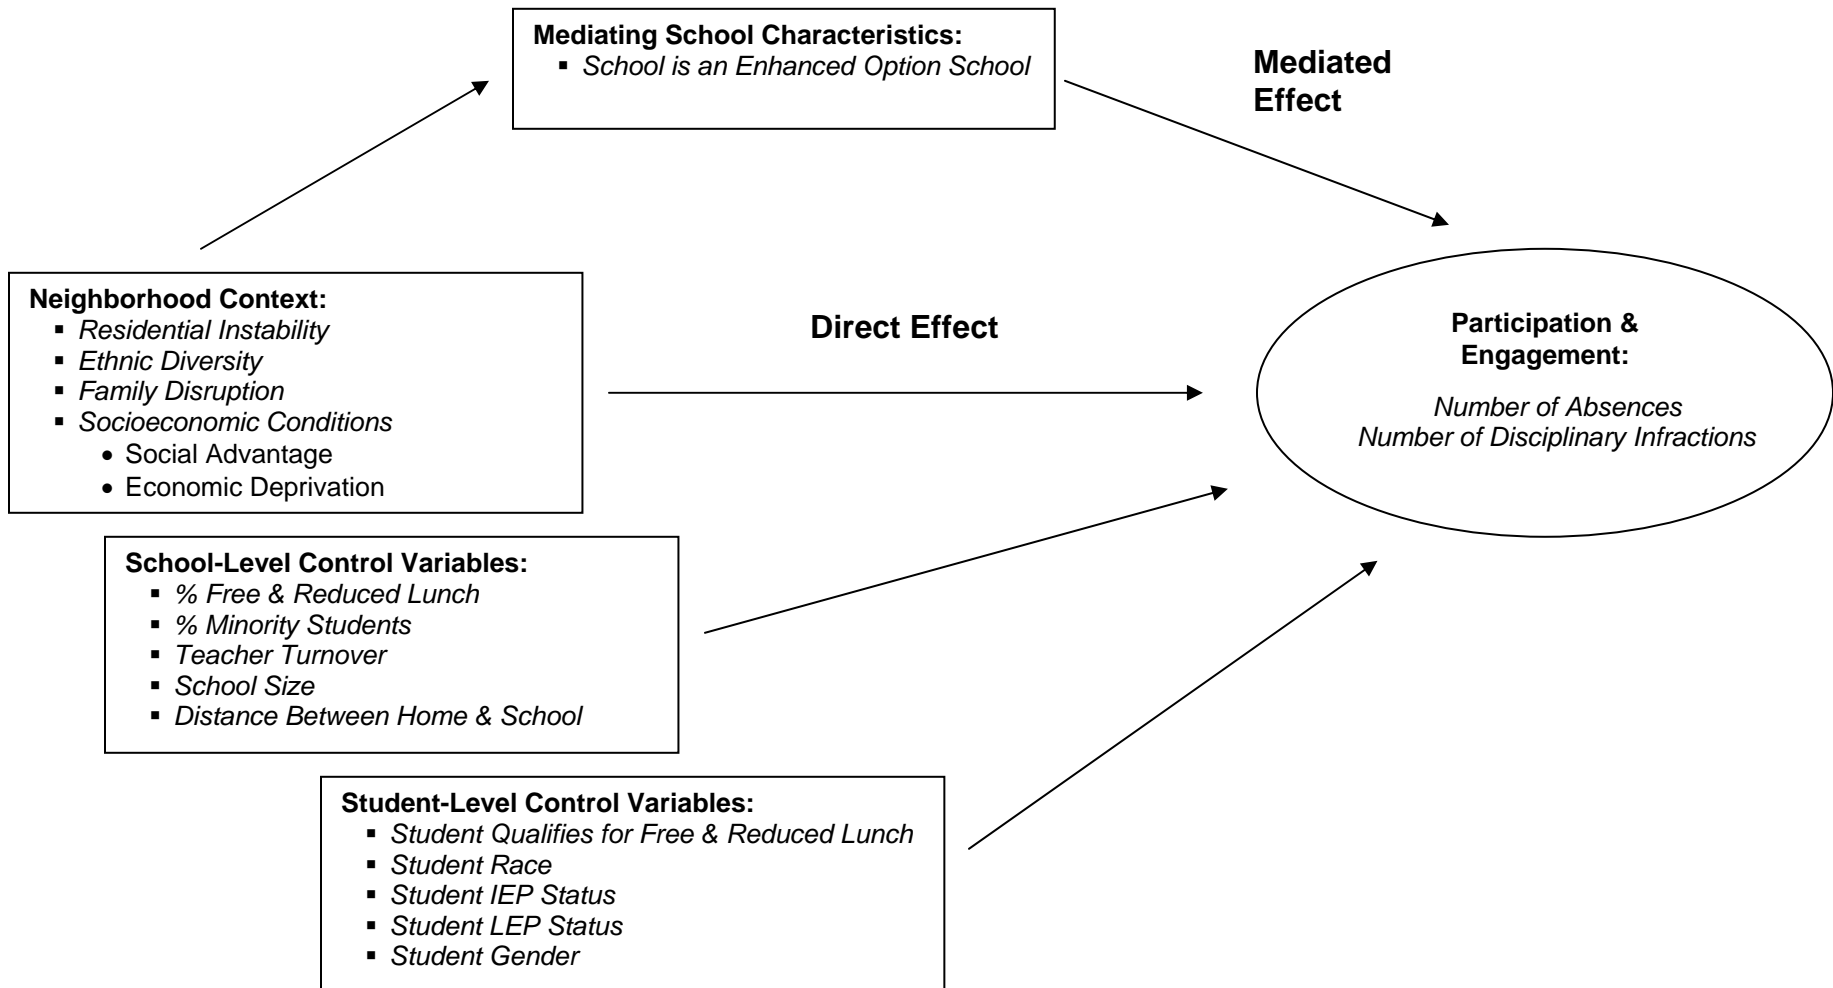 Mediating School Characteristics:
▪ School is an Enhanced Option School
Mediated
Effect
Neighborhood Context:
▪ Residential Instability
▪ Ethnic Diversity
▪ Family Disruption
▪ Socioeconomic Conditions
• Social Advantage
• Economic Deprivation
Direct Effect
Participation &
Engagement:
Number of Absences
Number of Disciplinary Infractions
School-Level Control Variables:
▪ % Free & Reduced Lunch
▪ % Minority Students
▪ Teacher Turnover
▪ School Size
▪ Distance Between Home & School
Student-Level Control Variables:
▪ Student Qualifies for Free & Reduced Lunch
▪ Student Race
▪ Student IEP Status
▪ Student LEP Status
▪ Student Gender